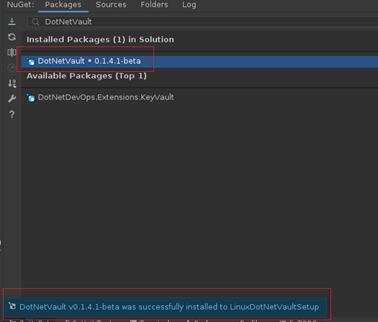 NuGet: Packages Sources Folders Log
DotNetVault
Installed Packages (1) in Solution
DotNetVault • 0.1.4.1-beta
Available Packages (Top 1)
DotNetDevOps.Extensions.KeyVault
DotNetVault v0.1.4.1-beta was successfully installed to LinuxDotNetVaultSetup